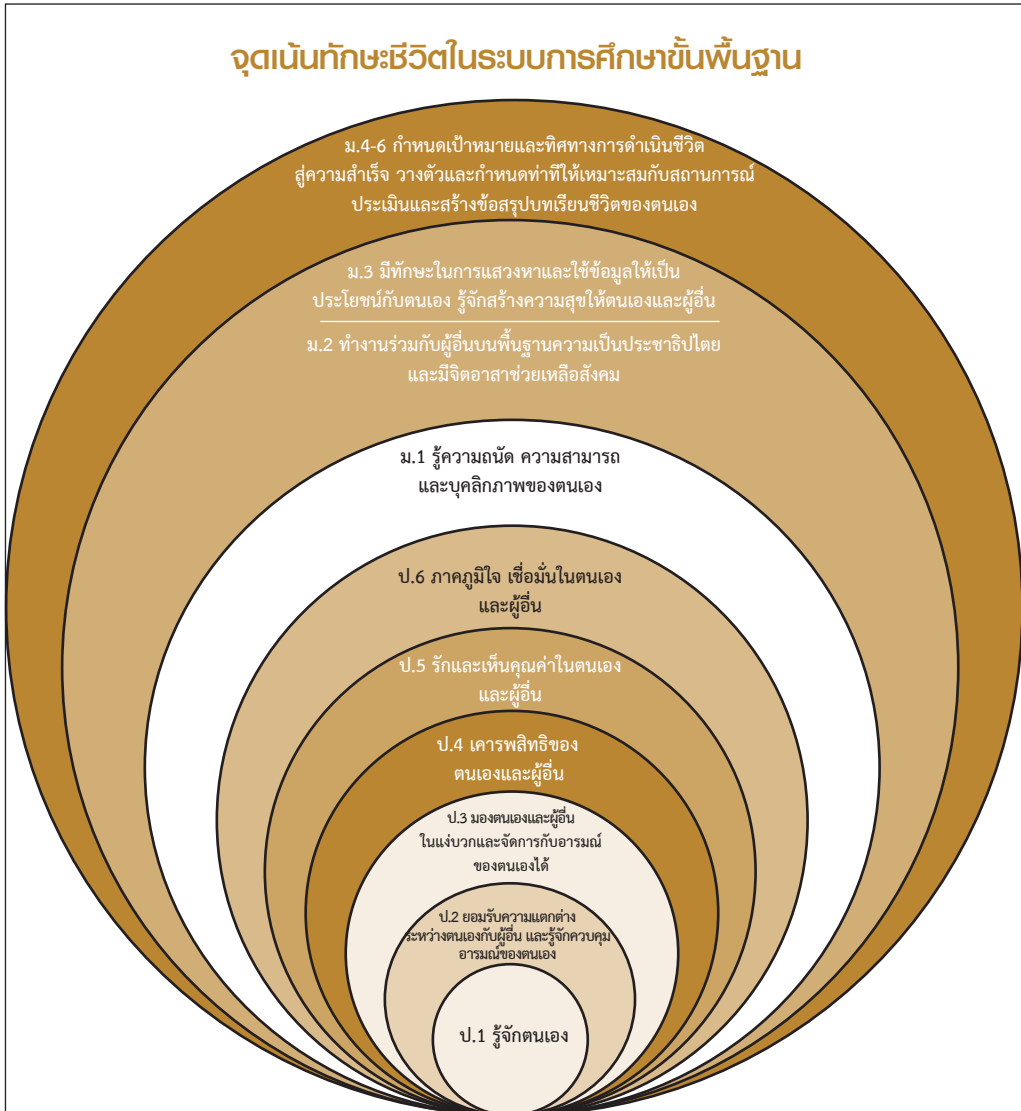 จุดเน้นทักษะชีวิตในระบบการศึกษาขั้นพื้นฐาน
ม.4-6 กำหนดเป้าหมายและทิศทางการดำเนินชีวิต
สู่ความสำเร็จ วางตัวและกำหนดท่าทีให้เหมาะสมกับสถานการณ์
ประเมินและสร้างข้อสรุปบทเรียนชีวิตของตนเอง
ม.3 มีทักษะในการแสวงหาและใช้ข้อมูลให้เป็น
ประโยชน์กับตนเอง รู้จักสร้างความสุขให้ตนเองและผู้อื่น
ม.2 ทำงานร่วมกับผู้อื่นบนพื้นฐานความเป็นประชาธิปไตย
และมีจิตอาสาช่วยเหลือสังคม
ม.1 รู้ความถนัด ความสามารถ
และบุคลิกภาพของตนเอง
ป.6 ภาคภูมิใจ เชื่อมั่นในตนเอง
และผู้อื่น
ป.5 รักและเห็นคุณค่าในตนเอง
และผู้อื่น
ป.4 เคารพสิทธิของ
ตนเองและผู้อื่น
ป.3 มองตนเองและผู้อื่น
ในแง่บวกและจัดการกับอารมณ์
ของตนเองได้
ป.2 ยอมรับความแตกต่าง
ระหว่างตนเองกับผู้อื่น และรู้จักควบคุม
อารมณ์ของตนเอง
ป.1 รู้จักตนเอง